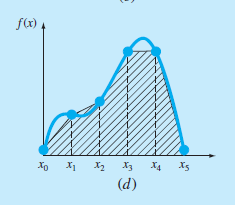 f(x)
x₀ x₁ x₂ x₃ x₄ x₅
(d)